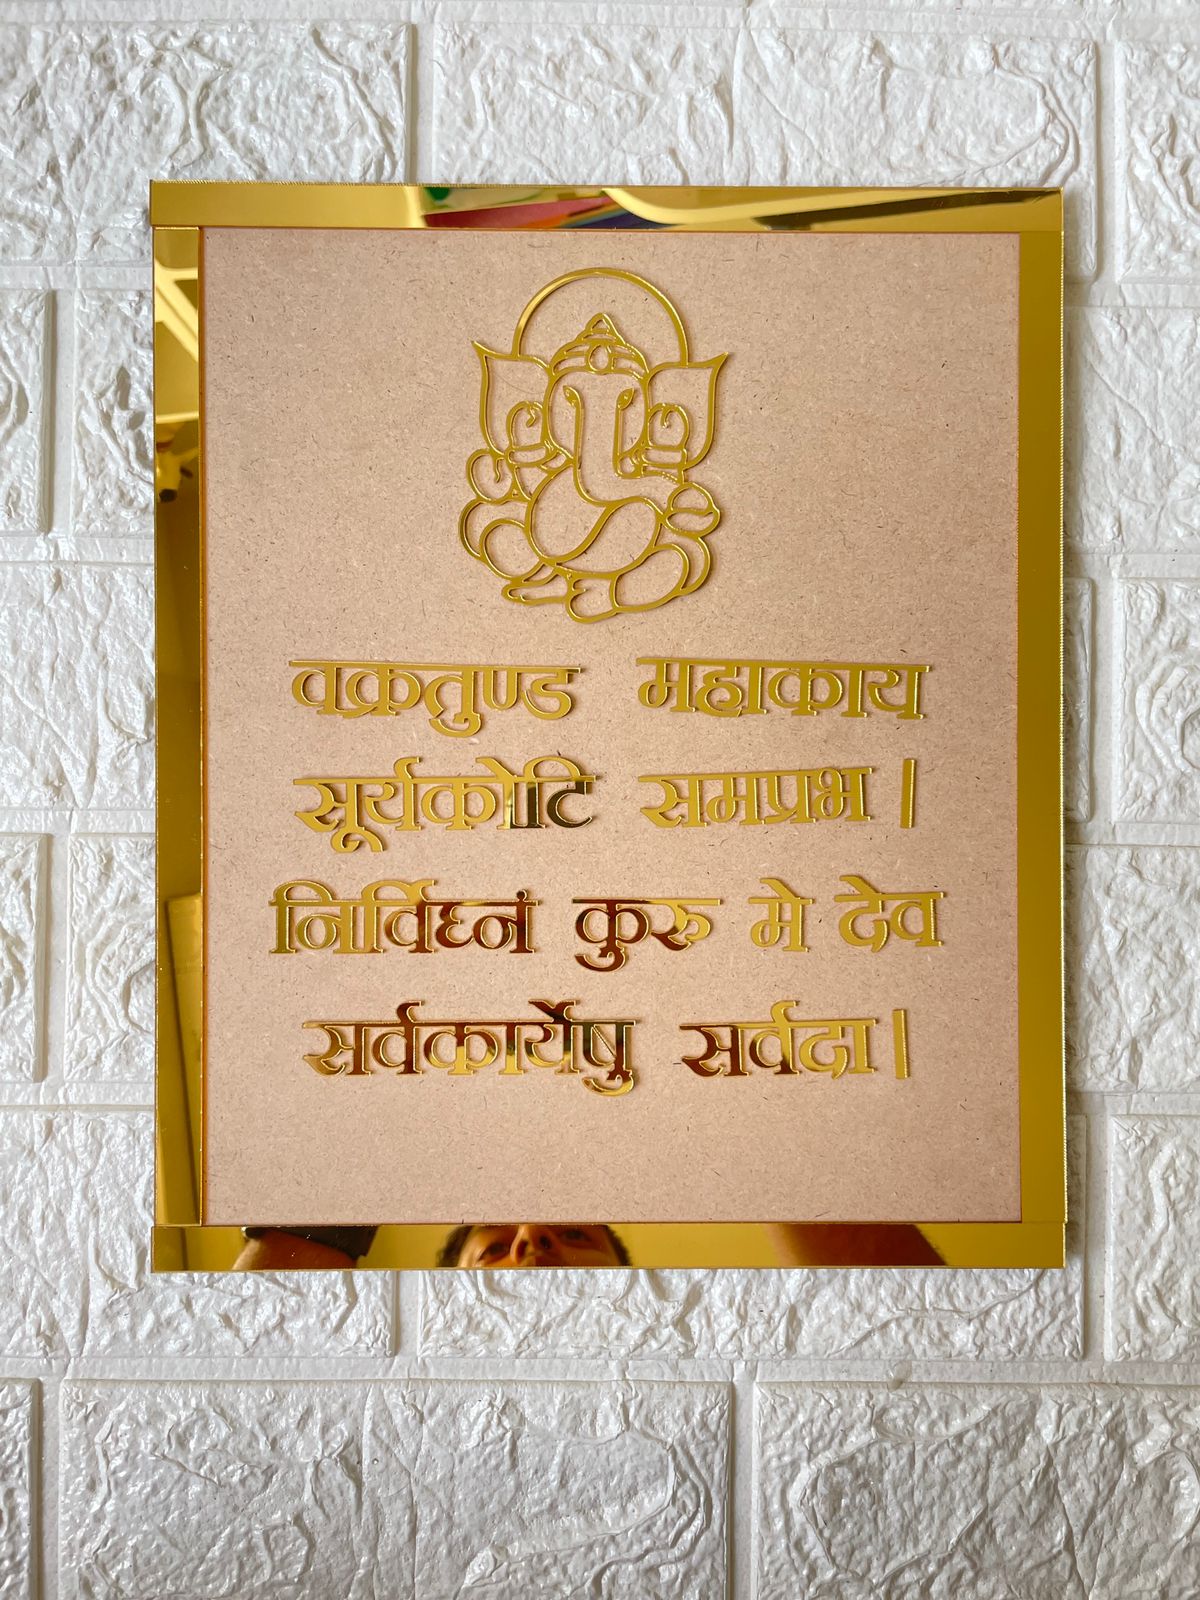 वक्रतुण्ड महाकाय
सूर्यकोटि समप्रभ।
निर्विघ्नं कुरु मे देव
सर्वकार्येषु सर्वदा।